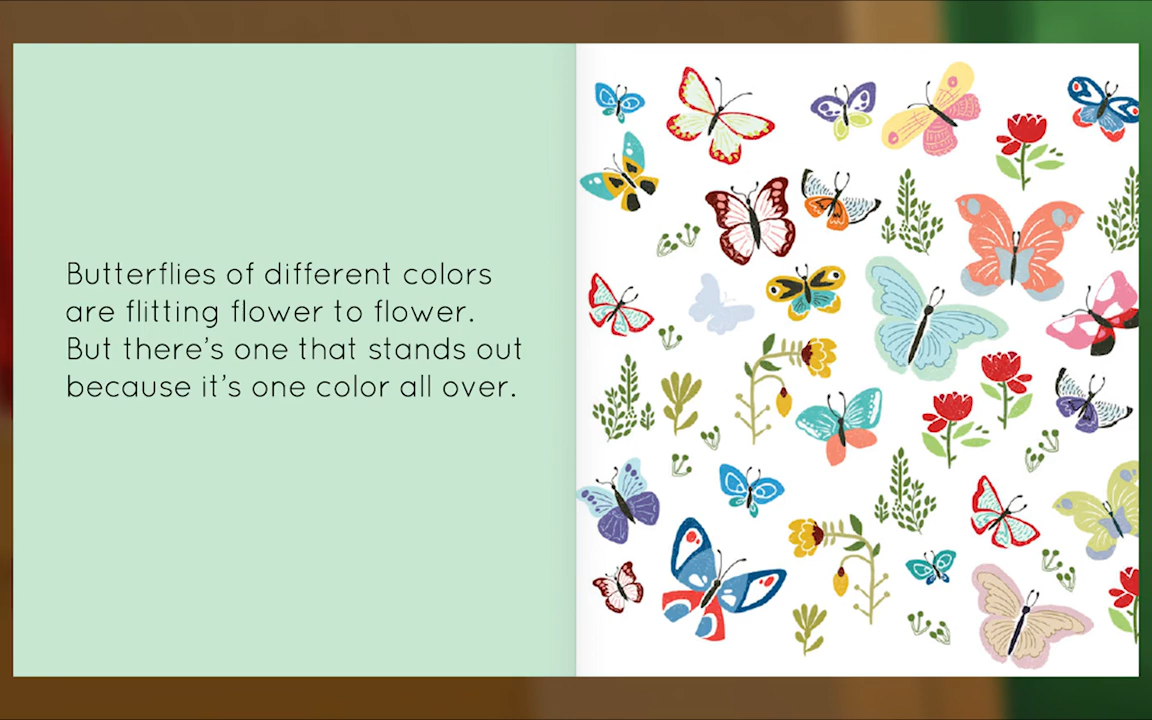 Butterflies of different colors
are flitting flower to flower.
But there's one that stands out
because it's one color all over.